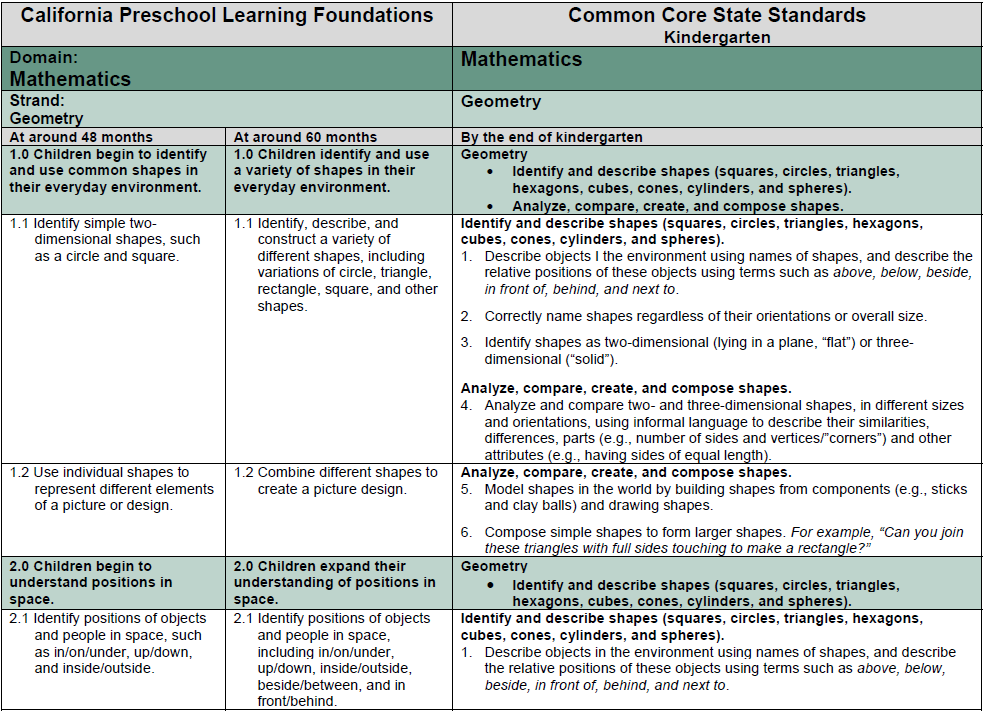 California Preschool Learning Foundations
Common Core State Standards
Kindergarten
Domain:
Mathematics
Mathematics
Strand:
Geometry
Geometry
At around 48 months
At around 60 months
By the end of kindergarten
1.0 Children begin to identify
and use common shapes in
their everyday environment.
1.0 Children identify and use
a variety of shapes in their
everyday environment.
Geometry
• Identify and describe shapes (squares, circles, triangles,
hexagons, cubes, cones, cylinders, and spheres).
• Analyze, compare, create, and compose shapes.
1.1 Identify simple two-
dimensional shapes, such
as a circle and square.
1.1 Identify, describe, and
construct a variety of
different shapes, including
variations of circle, triangle,
rectangle, square, and other
shapes.
Identify and describe shapes (squares, circles, triangles, hexagons,
cubes, cones, cylinders, and spheres).
1. Describe objects I the environment using names of shapes, and describe the
relative positions of these objects using terms such as above, below, beside,
in front of, behind, and next to.
2. Correctly name shapes regardless of their orientations or overall size.
3. Identify shapes as two-dimensional (lying in a plane, “flat”) or three-
dimensional (“solid”).
Analyze, compare, create, and compose shapes.
4. Analyze and compare two- and three-dimensional shapes, in different sizes
and orientations, using informal language to describe their similarities,
differences, parts (e.g., number of sides and vertices/”corners”) and other
attributes (e.g., having sides of equal length).
1.2 Use individual shapes to
represent different elements
of a picture or design.
1.2 Combine different shapes to
create a picture design.
Analyze, compare, create, and compose shapes.
5. Model shapes in the world by building shapes from components (e.g., sticks
and clay balls) and drawing shapes.
6. Compose simple shapes to form larger shapes. For example, “Can you join
these triangles with full sides touching to make a rectangle?”
2.0 Children begin to
understand positions in
space.
2.0 Children expand their
understanding of positions in
space.
Geometry
• Identify and describe shapes (squares, circles, triangles,
hexagons, cubes, cones, cylinders, and spheres).
2.1 Identify positions of objects
and people in space, such
as in/on/under, up/down,
and inside/outside.
2.1 Identify positions of objects
and people in space,
including in/on/under,
up/down, inside/outside,
beside/between, and in
front/behind.
Identify and describe shapes (squares, circles, triangles, hexagons,
cubes, cones, cylinders, and spheres).
1. Describe objects in the environment using names of shapes, and describe
the relative positions of these objects using terms such as above, below,
beside, in front of, behind, and next to.